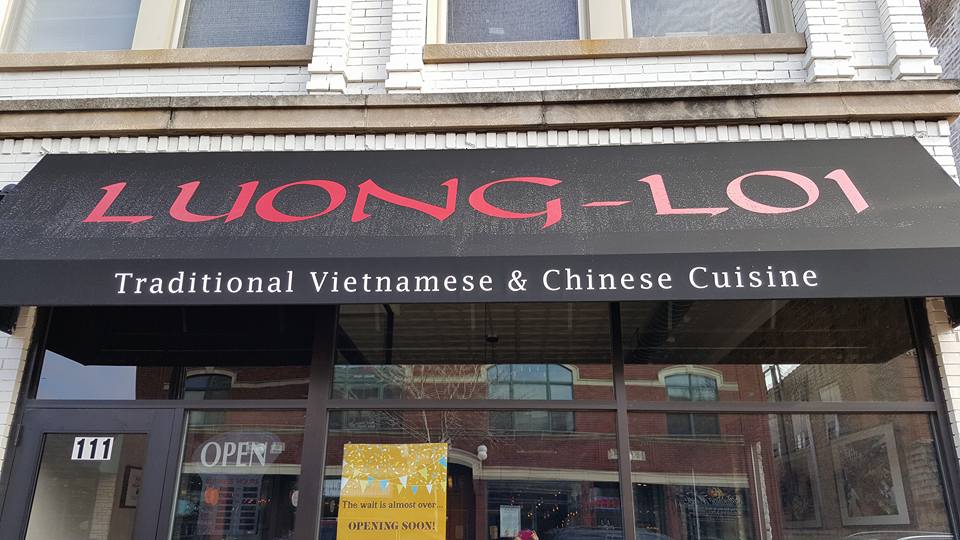 LUONG-LOI
Traditional Vietnamese & Chinese Cuisine
111
OPEN
The wait is almost over...
OPENING SOON!